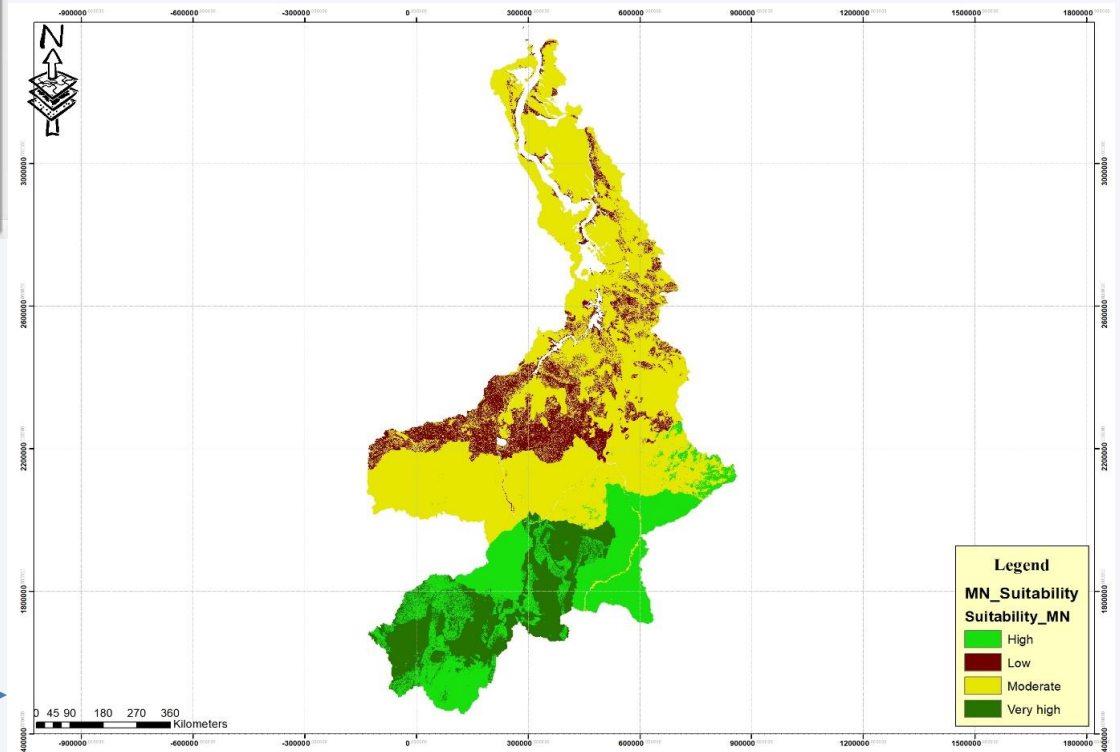 -900000 -600000 -300000 0 300000 600000 900000 1200000 1500000 1800000
N
3000000 3000000
2600000 2600000
2200000 2200000
Legend
MN_Suitability
Suitability_MN
High
Low
Moderate
Very high
1800000 1800000
0 45 90 180 270 360
Kilometers
-900000 -600000 -300000 0 300000 600000 900000 1200000 1500000 1800000